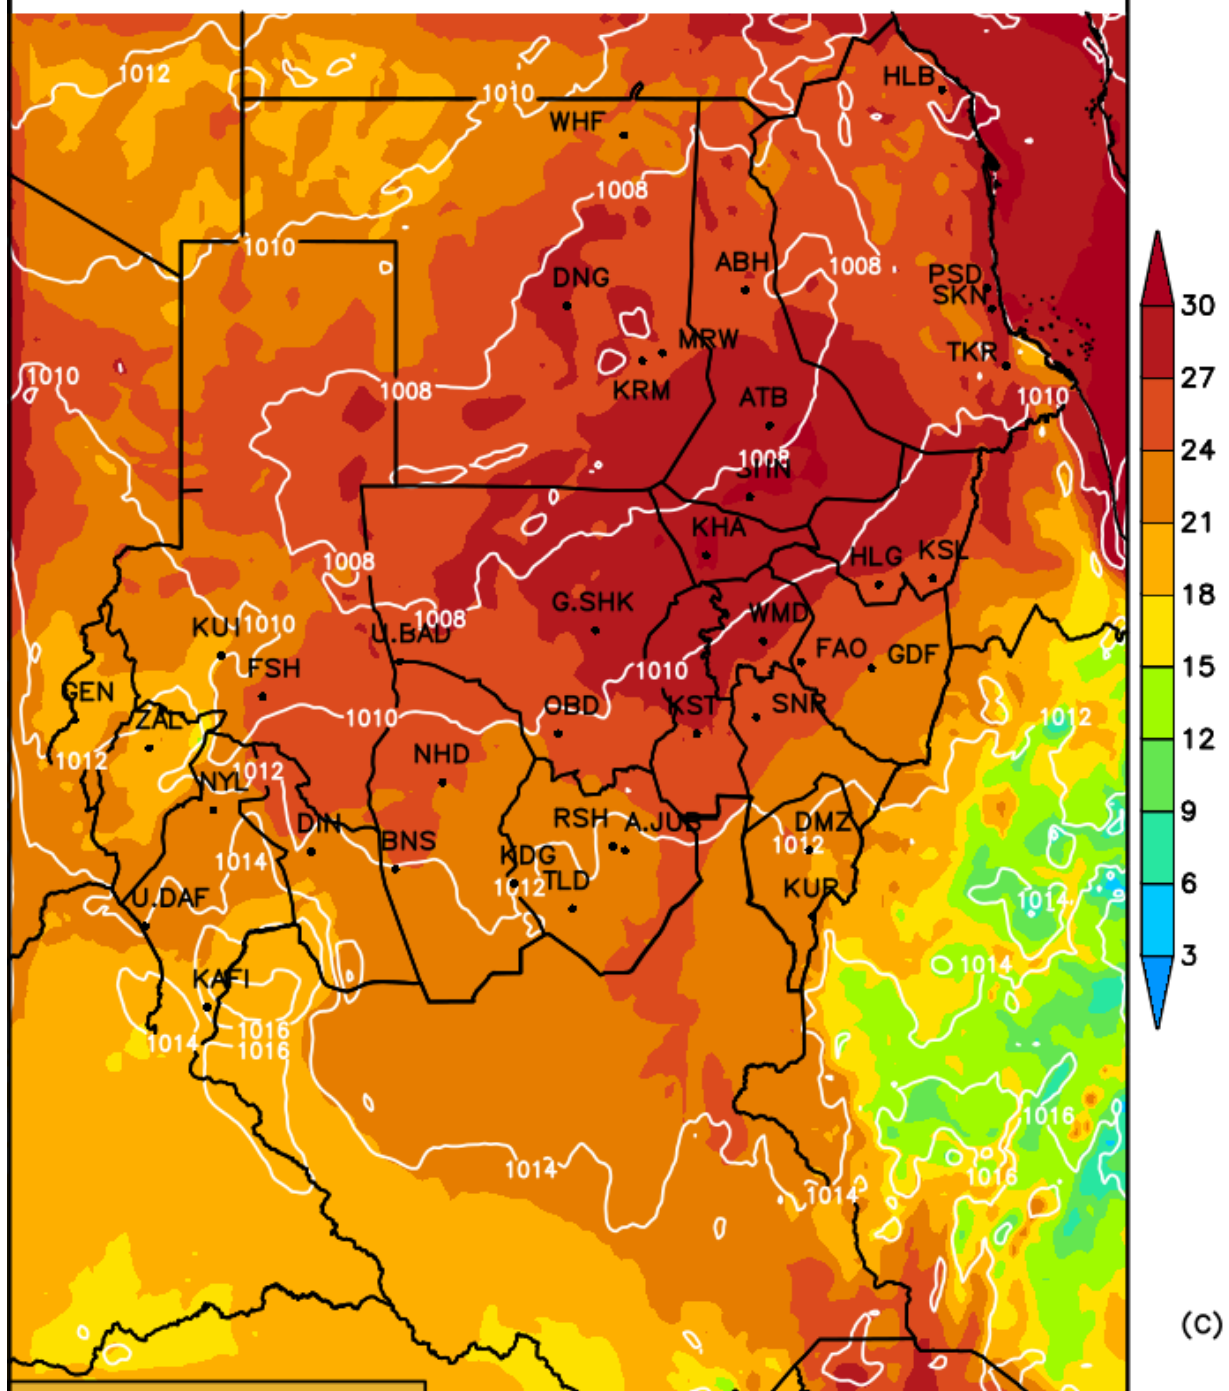 1012
HLB
1010
WHF
1008
1010
ABH
1008
DNG
PSD
SKN
30
MRW
TKR
1010
1008
27
KRM
ATB
1010
24
1008
KHA
21
HLG
KSL
1008
18
G.SHK
1008
WMD
KUT
1010
U.BAD
FAO
GDF
FSH
1010
15
GEN
OBD
KST
SNR
ZAL
1010
1012
12
1012
NHD
1012
NYL
9
DIN
RSH
A.JUB
DMZ
BNS
1012
KDG
1014
1012
TLD
6
KUR
U.DAF
1014
3
1014
KAFI
1016
1014
1016
1016
1014
1016
1014
(C)